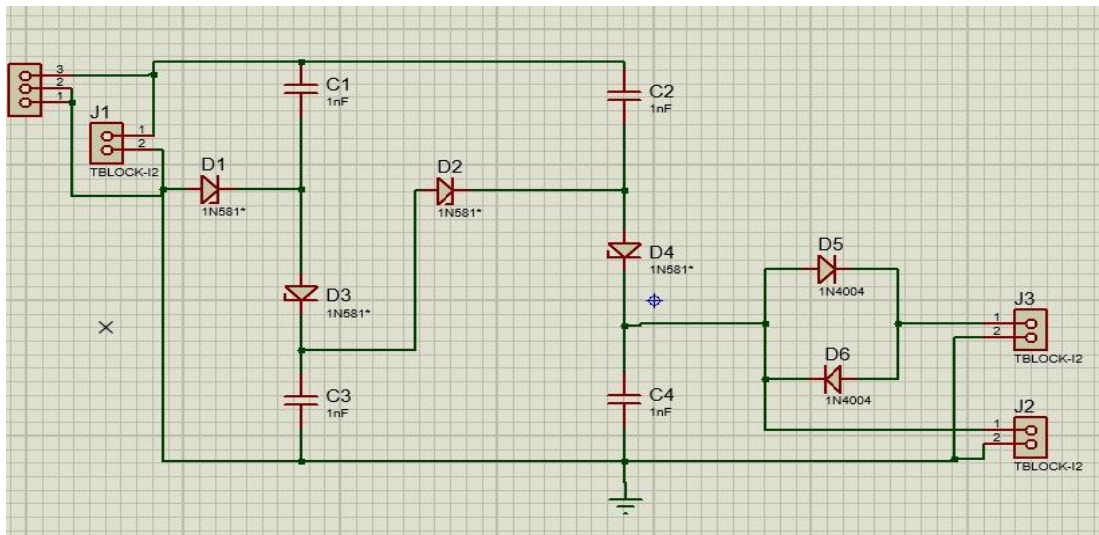 3
2
1
J1
1
2
TBLOCK-I2
C1
1nF
C2
1nF
D1
1N581*
D2
1N581*
D3
1N581*
D4
1N581*
C3
1nF
C4
1nF
D5
1N4004
D6
1N4004
J3
1
2
TBLOCK-I2
J2
1
2
TBLOCK-I2